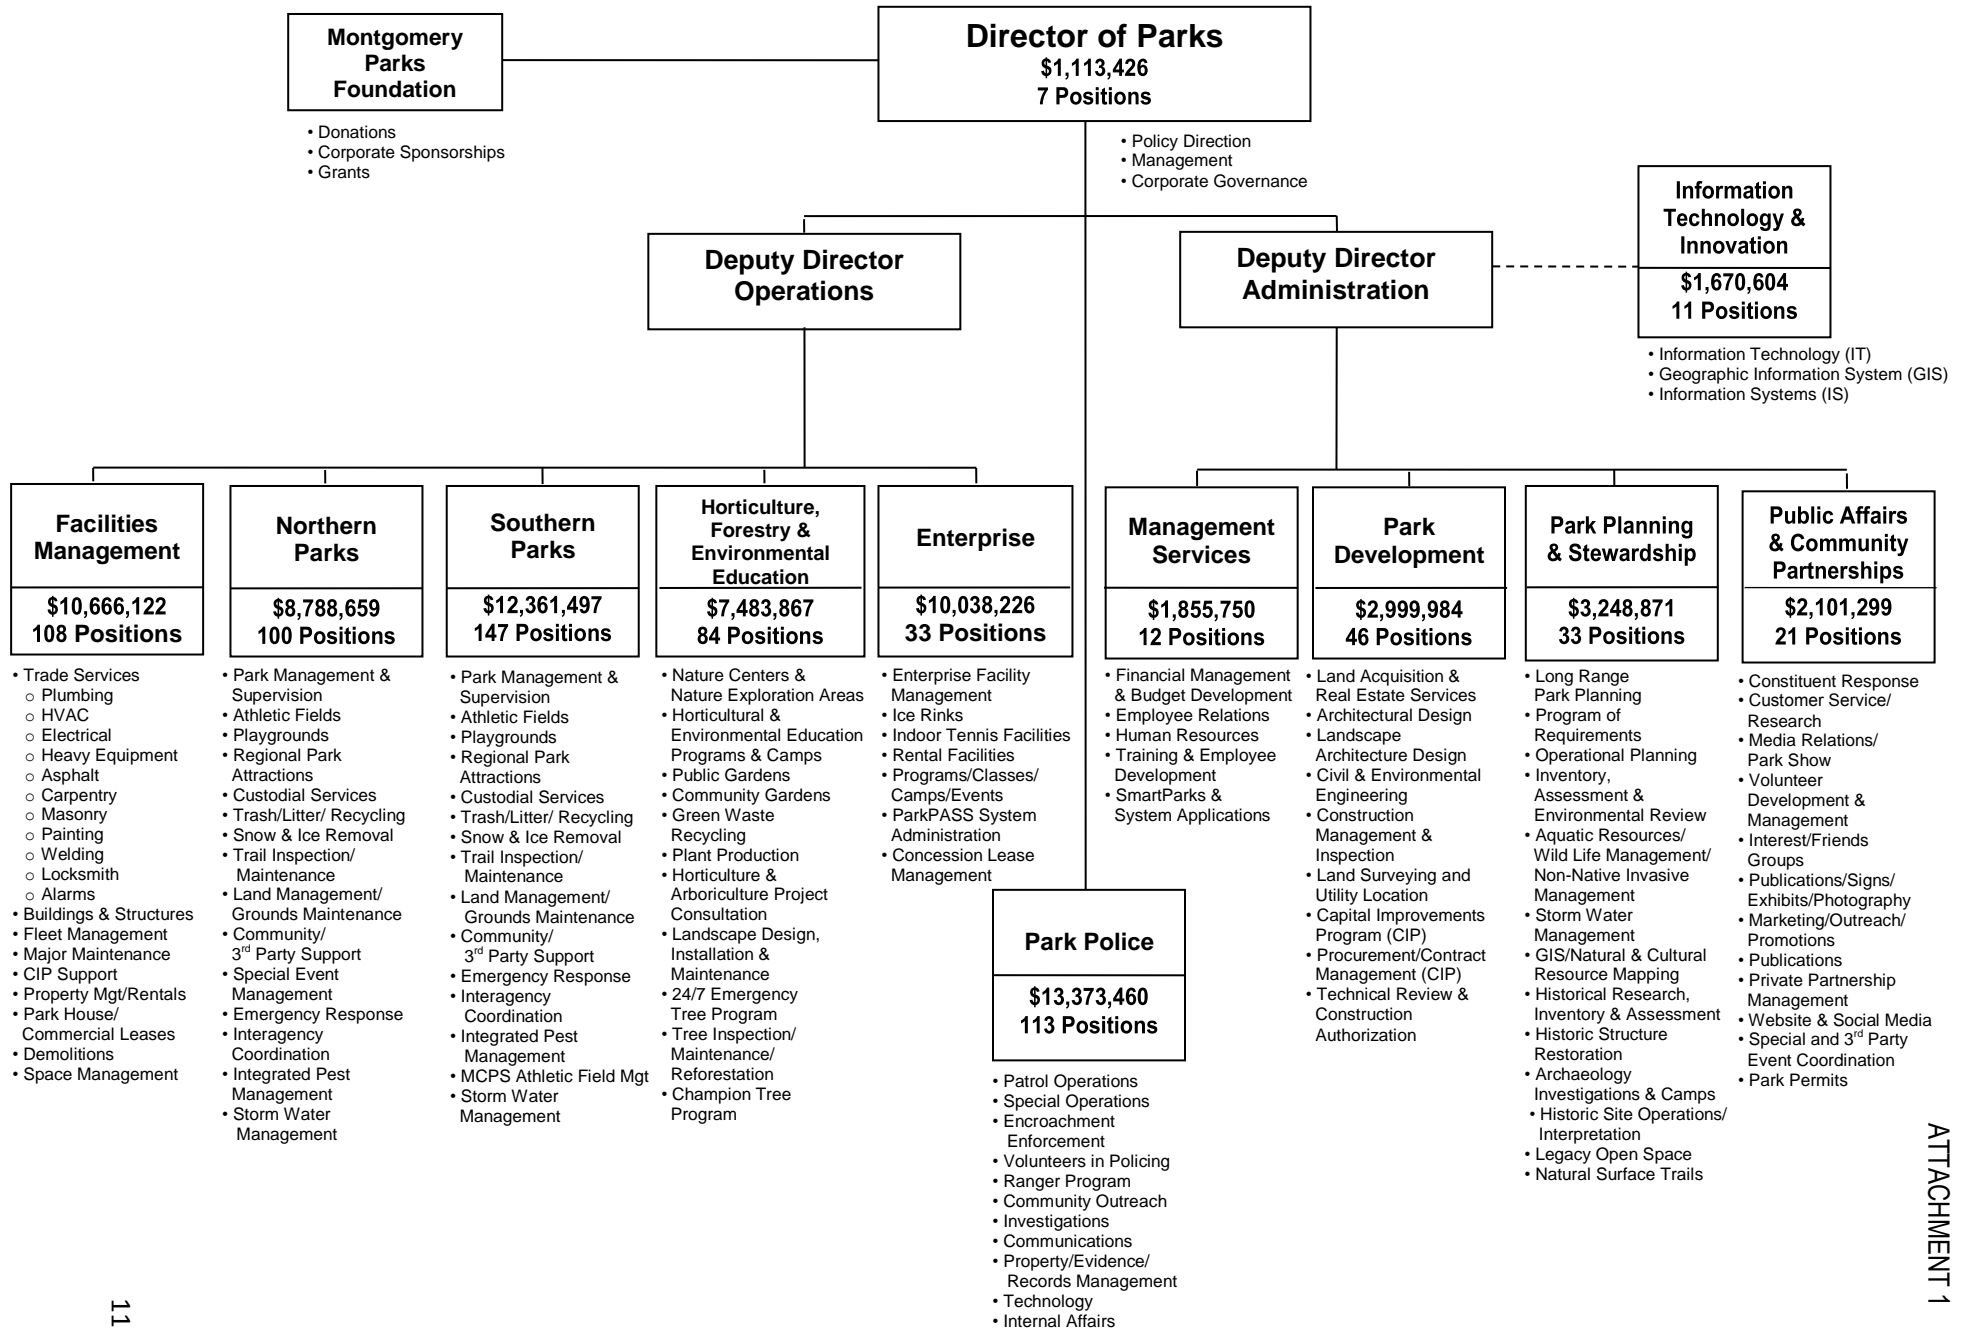 Montgomery
Parks
Foundation
• Donations
• Corporate Sponsorships
• Grants
Director of Parks
$1,113,426
7 Positions
• Policy Direction
• Management
• Corporate Governance
Information
Technology &
Innovation
$1,670,604
11 Positions
• Information Technology (IT)
• Geographic Information System (GIS)
• Information Systems (IS)
Deputy Director
Operations
Deputy Director
Administration
Facilities
Management
$10,666,122
108 Positions
• Trade Services
o Plumbing
o HVAC
o Electrical
o Heavy Equipment
o Asphalt
o Carpentry
o Masonry
o Painting
o Welding
o Locksmith
o Alarms
• Buildings & Structures
• Fleet Management
• Major Maintenance
• CIP Support
• Property Mgt/Rentals
• Park House/
Commercial Leases
• Demolitions
• Space Management
Northern
Parks
$8,788,659
100 Positions
• Park Management &
Supervision
• Athletic Fields
• Playgrounds
• Regional Park
Attractions
• Custodial Services
• Trash/Litter/ Recycling
• Snow & Ice Removal
• Trail Inspection/
Maintenance
• Land Management/
Grounds Maintenance
• Community/
3rd Party Support
• Special Event
Management
• Emergency Response
• Interagency
Coordination
• Integrated Pest
Management
• Storm Water
Management
Southern
Parks
$12,361,497
147 Positions
• Park Management &
Supervision
• Athletic Fields
• Playgrounds
• Regional Park
Attractions
• Custodial Services
• Trash/Litter/ Recycling
• Snow & Ice Removal
• Trail Inspection/
Maintenance
• Land Management/
Grounds Maintenance
• Community/
3rd Party Support
• Emergency Response
• Interagency
Coordination
• Integrated Pest
Management
• MCPS Athletic Field Mgt
• Storm Water
Management
Horticulture,
Forestry &
Environmental
Education
$7,483,867
84 Positions
• Nature Centers &
Nature Exploration Areas
• Horticultural &
Environmental Education
Programs & Camps
• Public Gardens
• Community Gardens
• Green Waste
Recycling
• Plant Production
• Horticulture &
Arboriculture Project
Consultation
• Landscape Design,
Installation &
Maintenance
• 24/7 Emergency
Tree Program
• Tree Inspection/
Maintenance/
Reforestation
• Champion Tree
Program
Enterprise
$10,038,226
33 Positions
• Enterprise Facility
Management
• Ice Rinks
• Indoor Tennis Facilities
• Rental Facilities
• Programs/Classes/
Camps/Events
• ParkPASS System
Administration
• Concession Lease
Management
Park Police
$13,373,460
113 Positions
• Patrol Operations
• Special Operations
• Encroachment
Enforcement
• Volunteers in Policing
• Ranger Program
• Community Outreach
• Investigations
• Communications
• Property/Evidence/
Records Management
• Technology
• Internal Affairs
Management
Services
$1,855,750
12 Positions
• Financial Management
& Budget Development
• Employee Relations
• Human Resources
• Training & Employee
Development
• SmartParks &
System Applications
Park
Development
$2,999,984
46 Positions
• Land Acquisition &
Real Estate Services
• Architectural Design
• Landscape
Architecture Design
• Civil & Environmental
Engineering
• Construction
Management &
Inspection
• Land Surveying and
Utility Location
• Capital Improvements
Program (CIP)
• Procurement/Contract
Management (CIP)
• Technical Review &
Construction
Authorization
Park Planning
& Stewardship
$3,248,871
33 Positions
• Long Range
Park Planning
• Program of
Requirements
• Operational Planning
• Inventory,
Assessment &
Environmental Review
• Aquatic Resources/
Wild Life Management/
Non-Native Invasive
Management
• Storm Water
Management
• GIS/Natural & Cultural
Resource Mapping
• Historical Research,
Inventory & Assessment
• Historic Structure
Restoration
• Archaeology
Investigations & Camps
• Historic Site Operations/
Interpretation
• Legacy Open Space
• Natural Surface Trails
Public Affairs
& Community
Partnerships
$2,101,299
21 Positions
• Constituent Response
• Customer Service/
Research
• Media Relations/
Park Show
• Volunteer
Development &
Management
• Interest/Friends
Groups
• Publications/Signs/
Exhibits/Photography
• Marketing/Outreach/
Promotions
• Publications
• Private Partnership
Management
• Website & Social Media
• Special and 3rd Party
Event Coordination
• Park Permits
ATTACHMENT 1
11